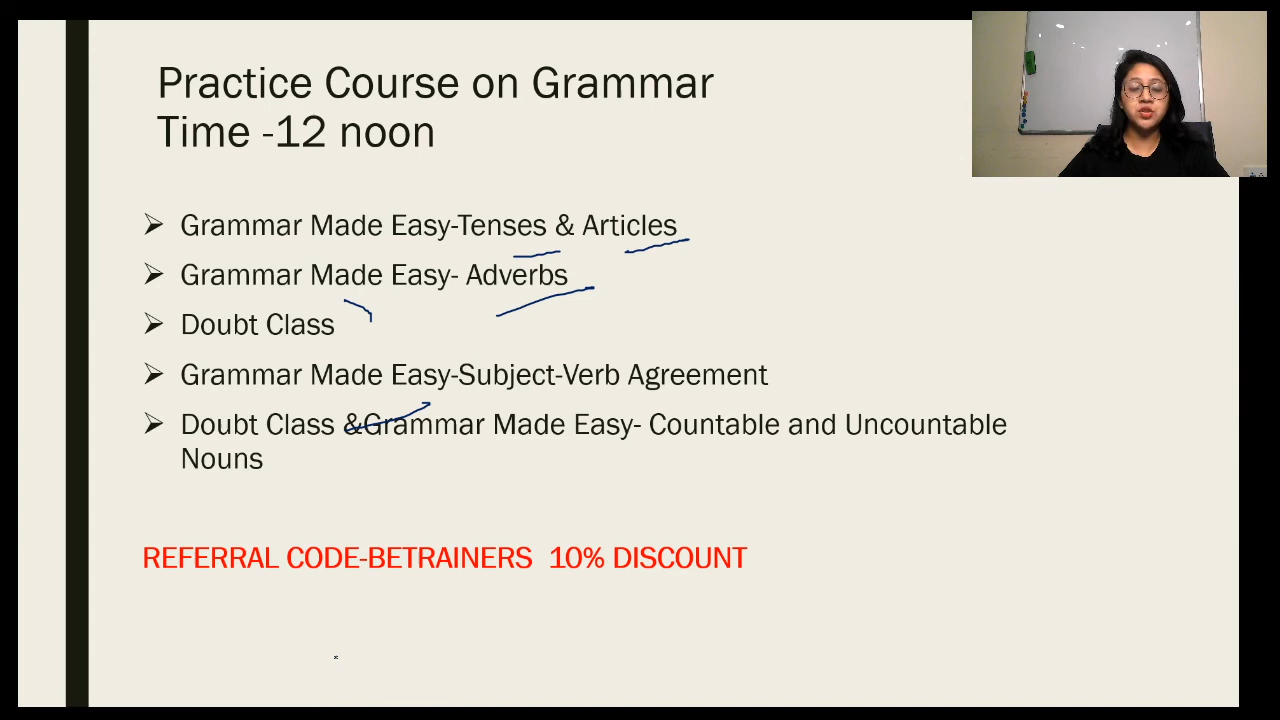 Practice Course on Grammar
Time -12 noon
Grammar Made Easy-Tenses & Articles
Grammar Made Easy- Adverbs
Doubt Class
Grammar Made Easy-Subject-Verb Agreement
Doubt Class &Grammar Made Easy- Countable and Uncountable
Nouns
REFERRAL CODE-BETRAINERS 10% DISCOUNT